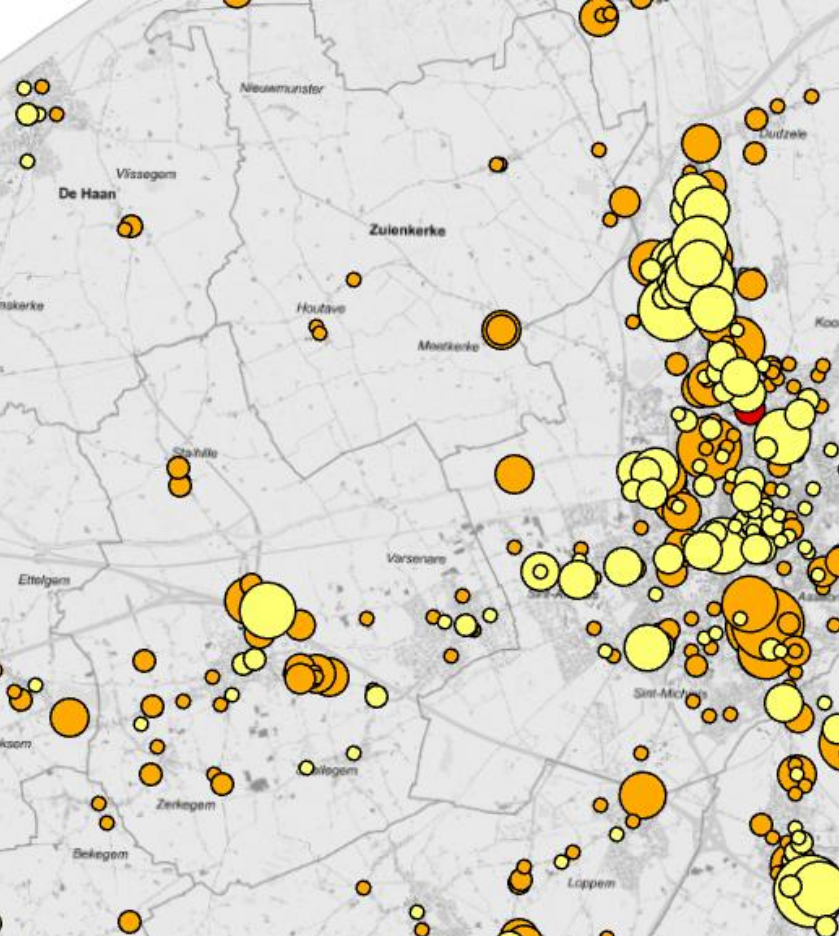 Nieuwmunster
Dudzele
Vlissegem
De Haan
Zuienkerke
Houtave
Meetkerke
Stalhille
Varsenare
Ettelgem
Sint-Michiels
Zerkegem
Bekegem
Loppem